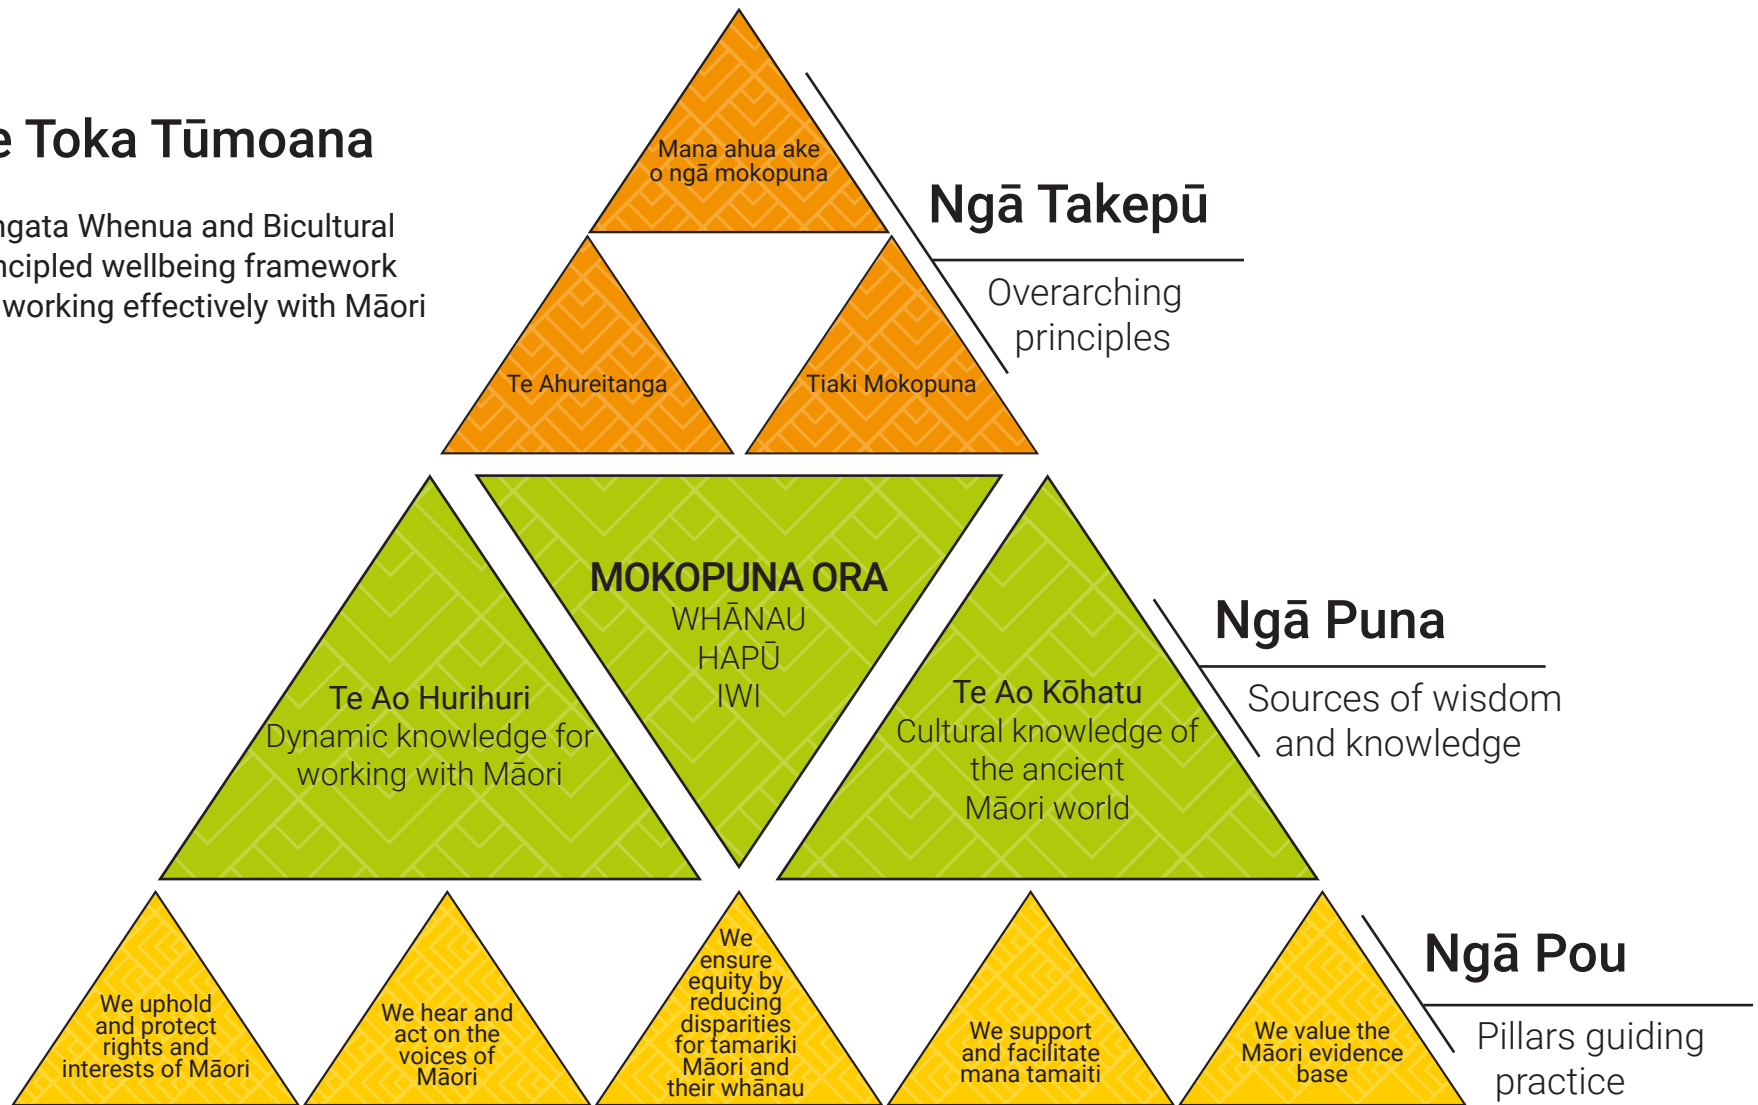 e Toka Tūmoana
ngata Whenua and Bicultural
ncipled wellbeing framework
working effectively with Māori
Mana ahua ake
o ngā mokopuna
Ngā Takepū
Overarching
principles
Te Ahureitanga
Tiaki Mokopuna
MOKOPUNA ORA
WHĀNAU
HAPŪ
IWI
Te Ao Hurihuri
Dynamic knowledge for
working with Māori
Te Ao Kōhatu
Cultural knowledge of
the ancient
Māori world
Ngā Puna
Sources of wisdom
and knowledge
We uphold
and protect
rights and
interests of Māori
We hear and
act on the
voices of
Māori
We
ensure
equity by
reducing
disparities
for tamariki
Māori and
their whānau
We support
and facilitate
mana tamaiti
We value the
Māori evidence
base
Ngā Pou
Pillars guiding
practice